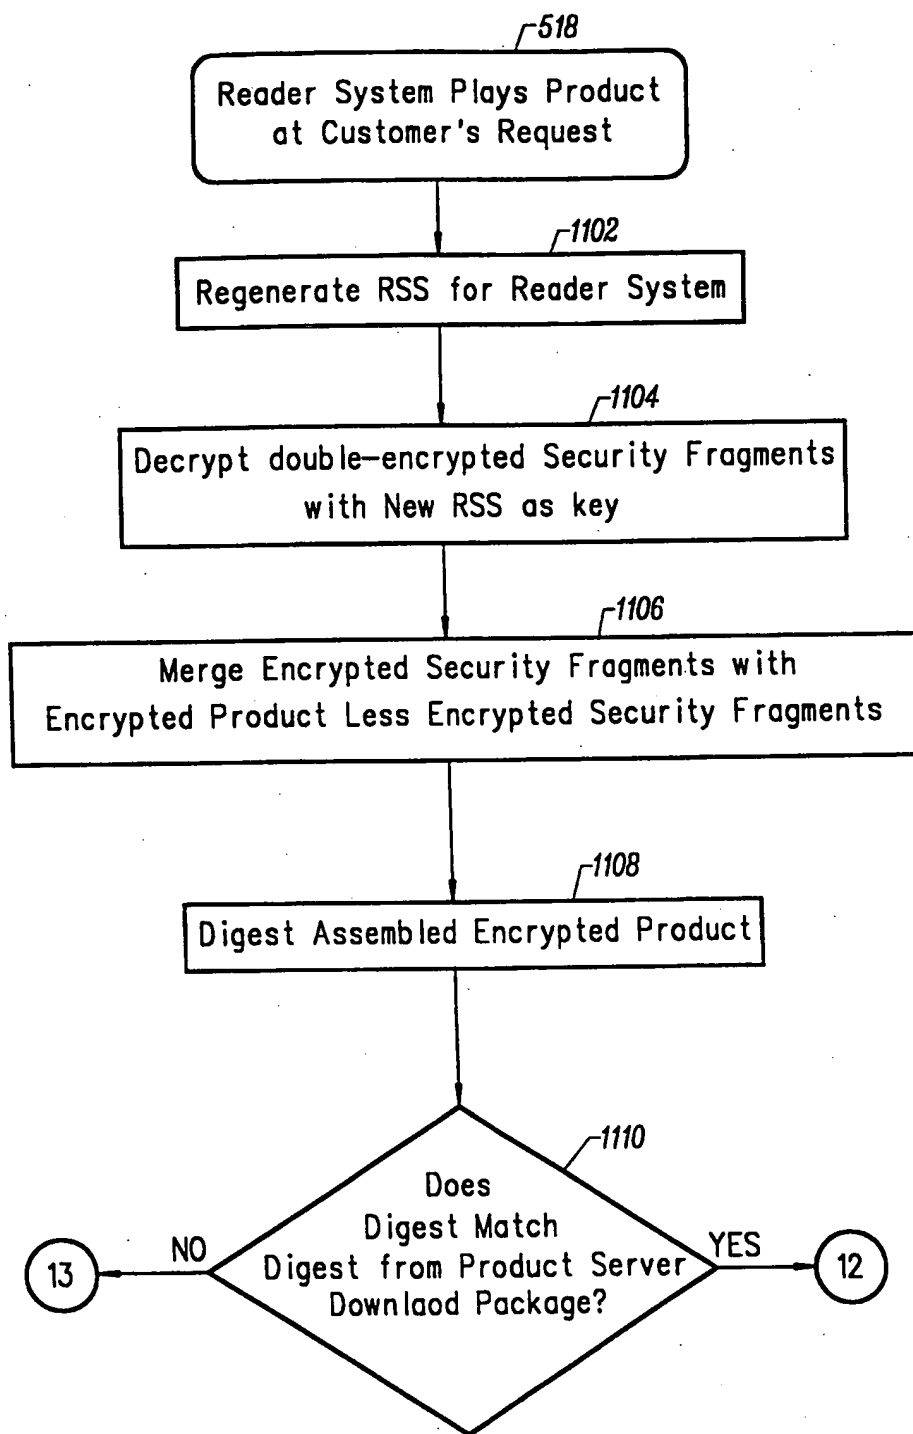 518
Reader System Plays Product
at Customer's Request
1102
Regenerate RSS for Reader System
1104
Decrypt double-encrypted Security Fragments
with New RSS as key
1106
Merge Encrypted Security Fragments with
Encrypted Product Less Encrypted Security Fragments
1108
Digest Assembled Encrypted Product
1110
Does
Digest Match
Digest from Product Server
Downlaod Package?
NO
YES
13
12